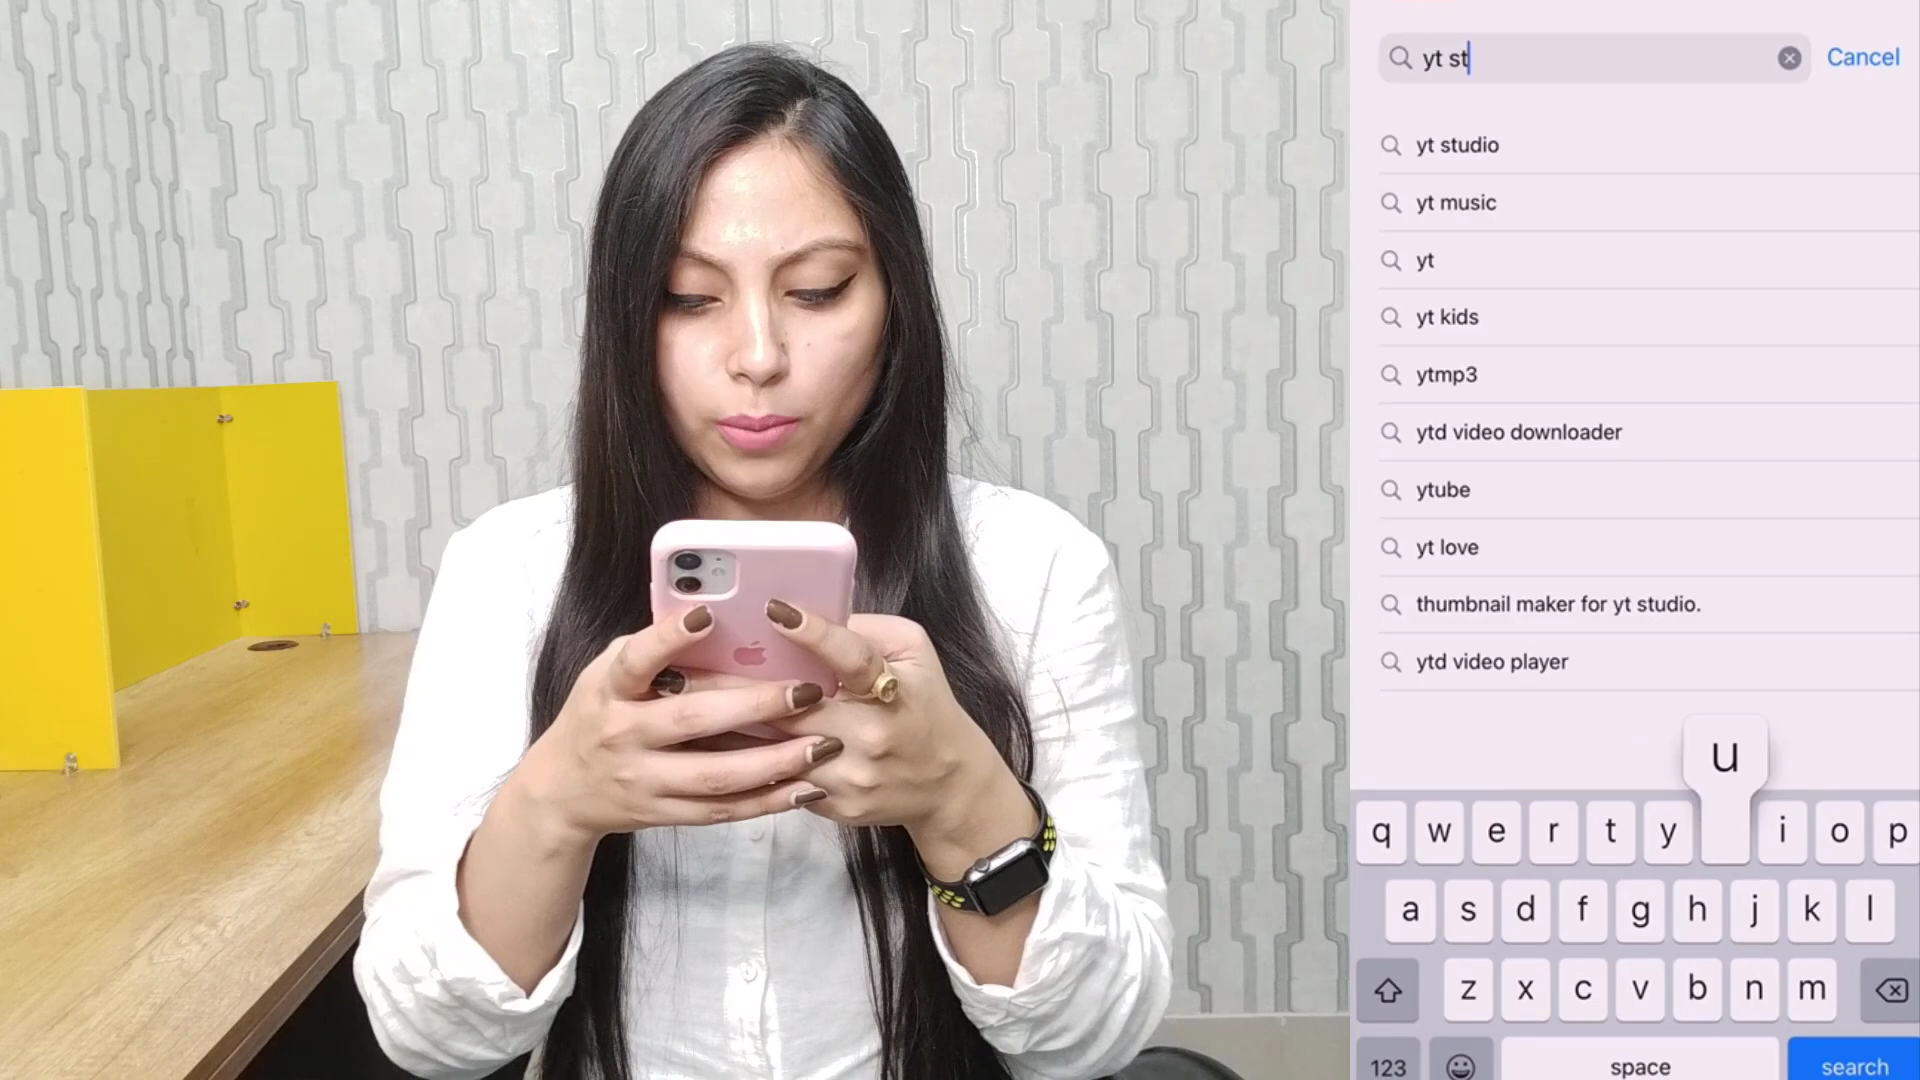 yt st
Cancel
yt studio
yt music
yt
yt kids
ytmp3
ytd video downloader
ytube
yt love
thumbnail maker for yt studio.
ytd video player
u
q w e r t y i o p
a s d f g h j k l
z x c v b n m
123 space search